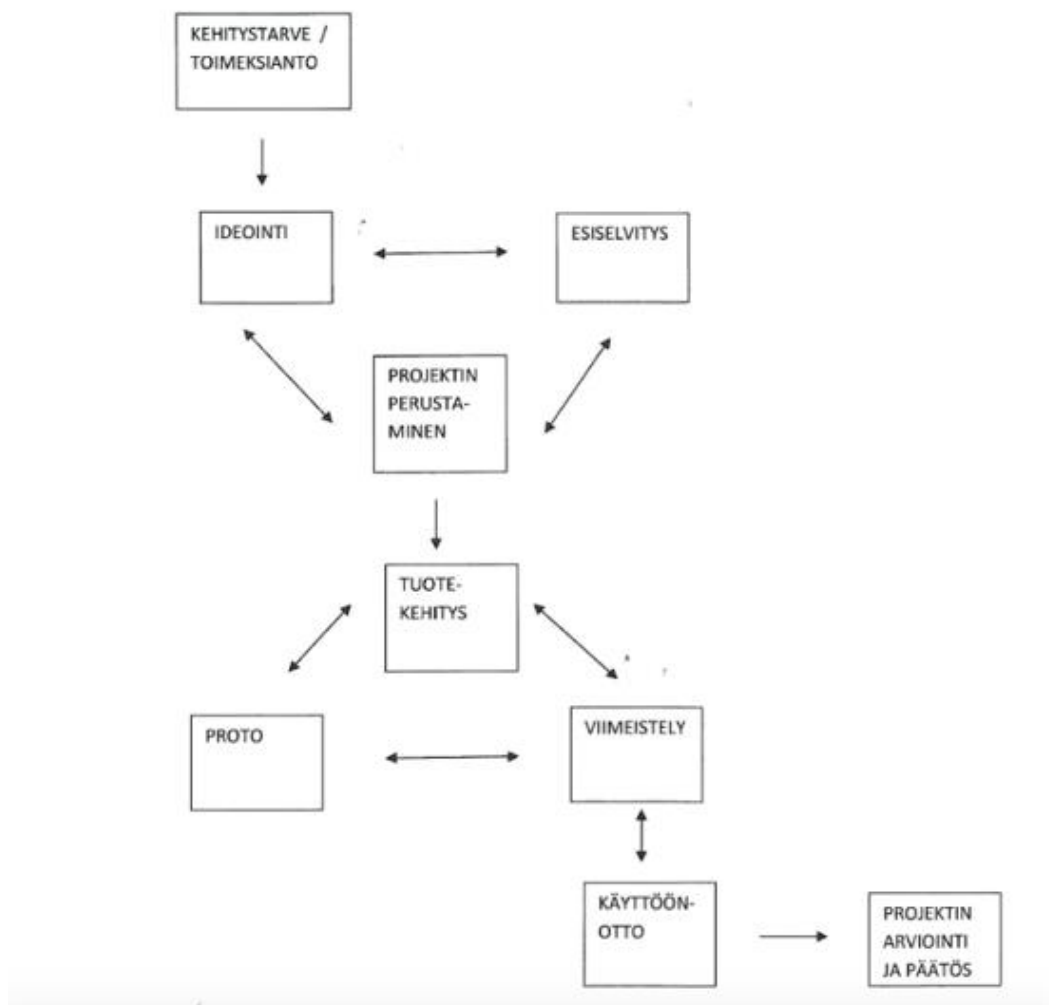 KEHITYSTARVE /
TOIMEKSIANTO
IDEOINTI
ESISELVITYS
PROJEKTIN
PERUSTA-
MINEN
TUOTE-
KEHITYS
PROTO
VIIMEISTELY
KÄYTTÖÖN-
OTTO
PROJEKTIN
ARVIOINTI
JA PÄÄTÖS